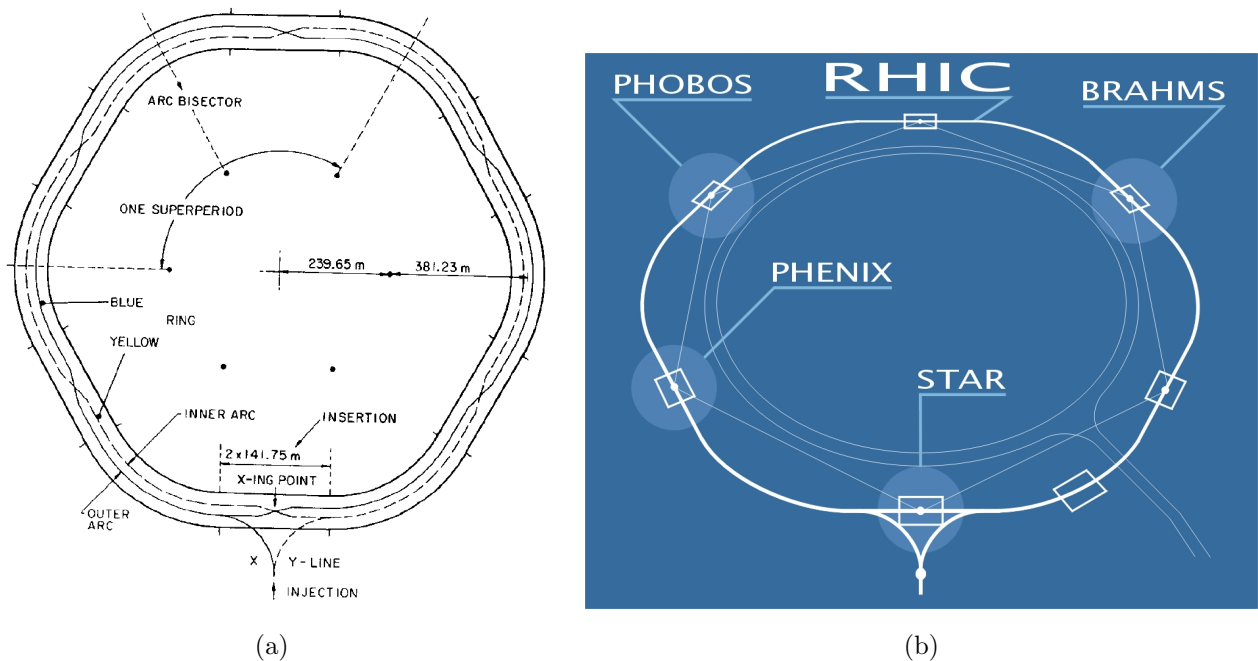 ARC BISECTOR
ONE SUPERPERIOD
239.65 m
381.23 m
BLUE
RING
YELLOW
INNER ARC
INSERTION
2 x 141.75 m
X-ING POINT
OUTER
ARC
X
Y - LINE
INJECTION
(a)
PHOBOS
RHIC
BRAHMS
PHENIX
STAR
(b)